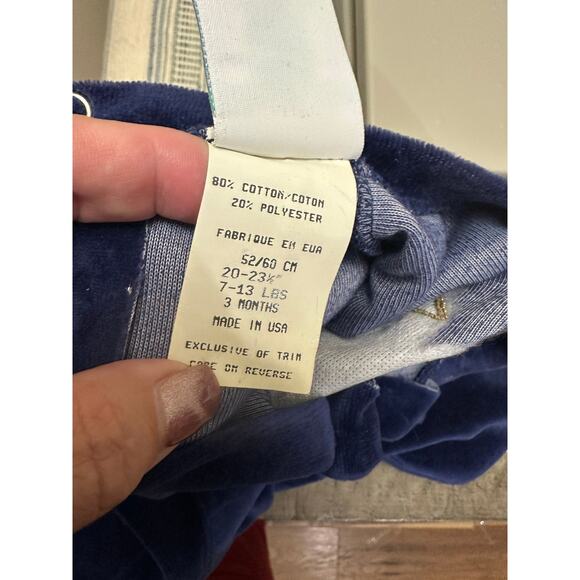 80% COTTON/COTON
20% POLYESTER
FABRIQUE EN EUA
52/60 CM
20-23½"
7-13 LBS
3 MONTHS
MADE IN USA
EXCLUSIVE OF TRIM
CARE ON REVERSE